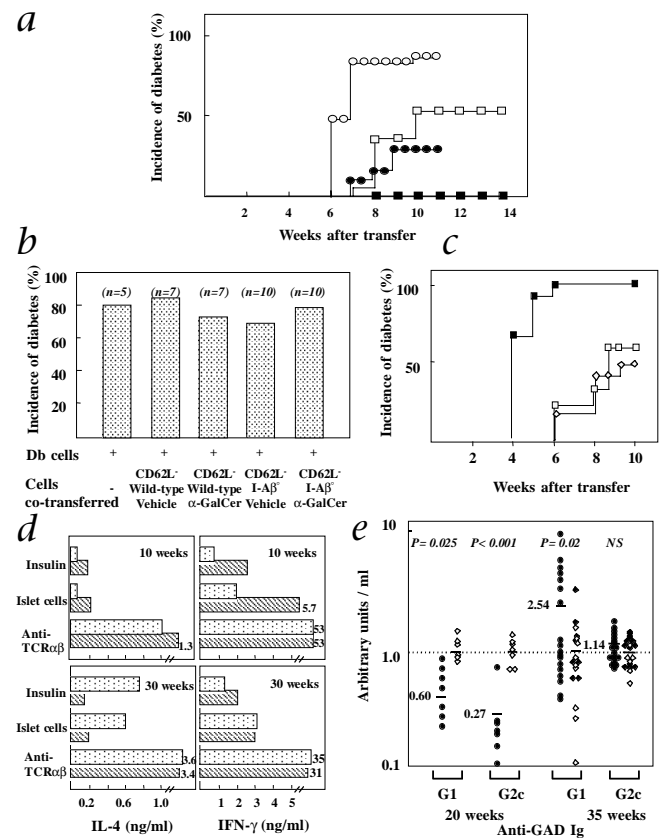 a
Incidence of diabetes (%)
100
50
2 4 6 8 10 12 14
Weeks after transfer
b
Incidence of diabetes (%)
100
80
60
40
20
(n=5) (n=7) (n=7) (n=10) (n=10)
Db cells + + + + +
Cells co-transferred
-
CD62L- Wild-type Vehicle
CD62L- Wild-type α-GalCer
CD62L- I-Aβ° Vehicle
CD62L- I-Aβ° α-GalCer
c
Incidence of diabetes (%)
100
50
0 2 4 6 8 10
Weeks after transfer
d
10 weeks 10 weeks
Insulin
Islet cells 5.7
Anti-TCRαβ 1.3 53 53
30 weeks 30 weeks
Insulin
Islet cells
Anti-TCRαβ 3.6 3.4 35 31
0.2 0.6 1.0 1 2 3 4 5
IL-4 (ng/ml) IFN-γ (ng/ml)
e
Arbitrary units / ml
10
1.0
0.1
P= 0.025 P< 0.001 P= 0.02 NS
0.60 0.27 2.54 1.14
G1 G2c G1 G2c
20 weeks 35 weeks
Anti-GAD Ig